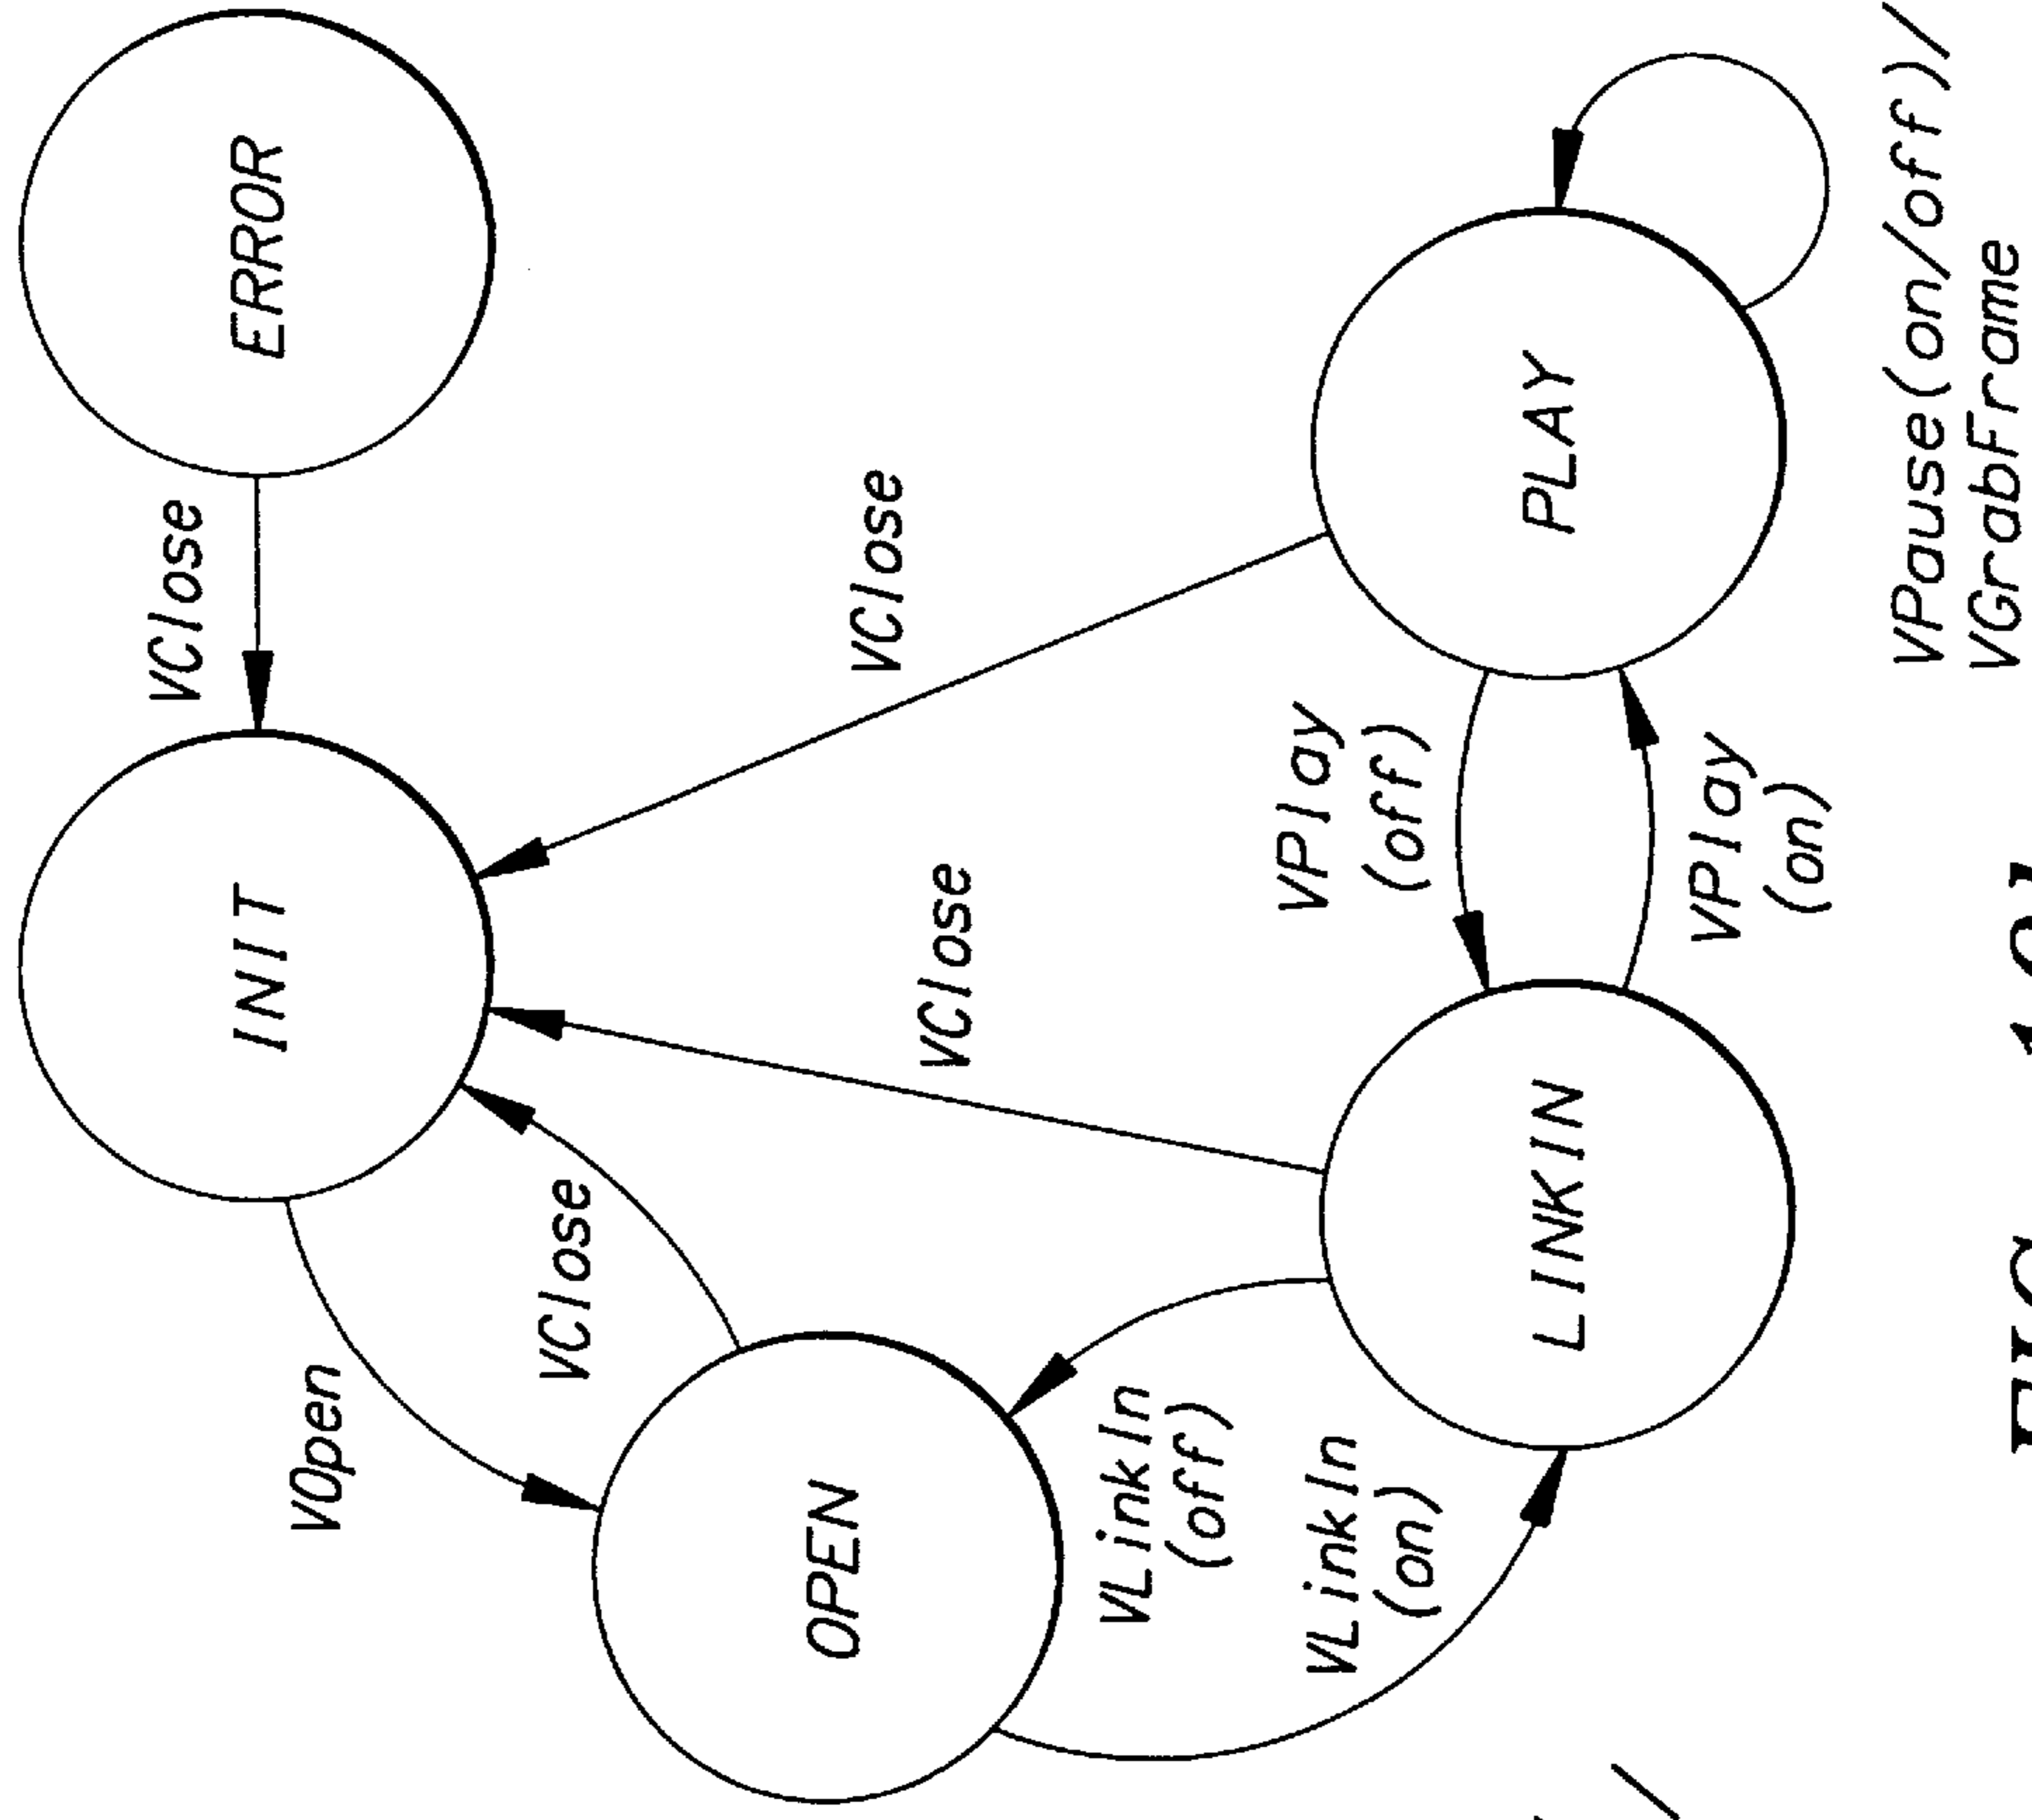 ERROR
VClose
INIT
VOpen
VClose
OPEN
VClose
VClose
VLinkIn
(off)
VLinkIn
(on)
LINKIN
VPlay
(off)
VPlay
(on)
PLAY
VPause(on/off)/
VGrabFrame